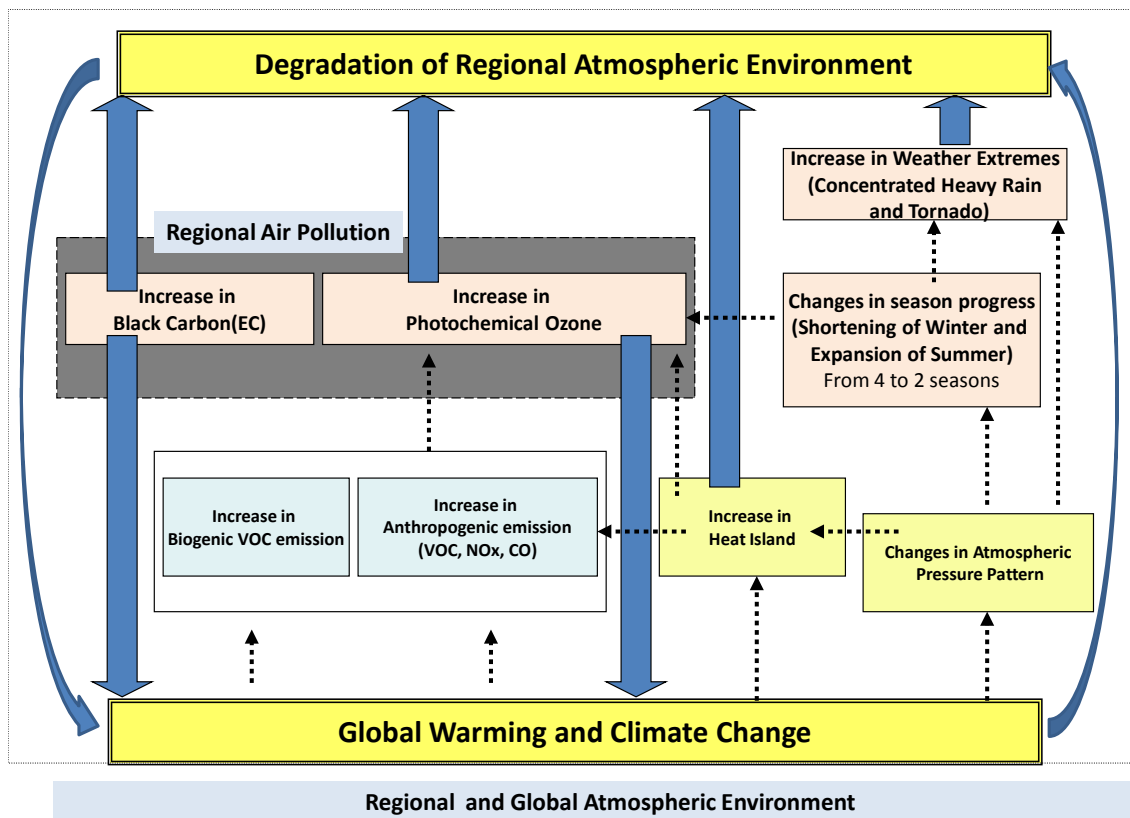 Degradation of Regional Atmospheric Environment
Increase in Weather Extremes
(Concentrated Heavy Rain
and Tornado)
Regional Air Pollution
Increase in
Black Carbon(EC)
Increase in
Photochemical Ozone
Changes in season progress
(Shortening of Winter and
Expansion of Summer)
From 4 to 2 seasons
Increase in
Biogenic VOC emission
Increase in
Anthropogenic emission
(VOC, NOx, CO)
Increase in
Heat Island
Changes in Atmospheric
Pressure Pattern
Global Warming and Climate Change
Regional and Global Atmospheric Environment